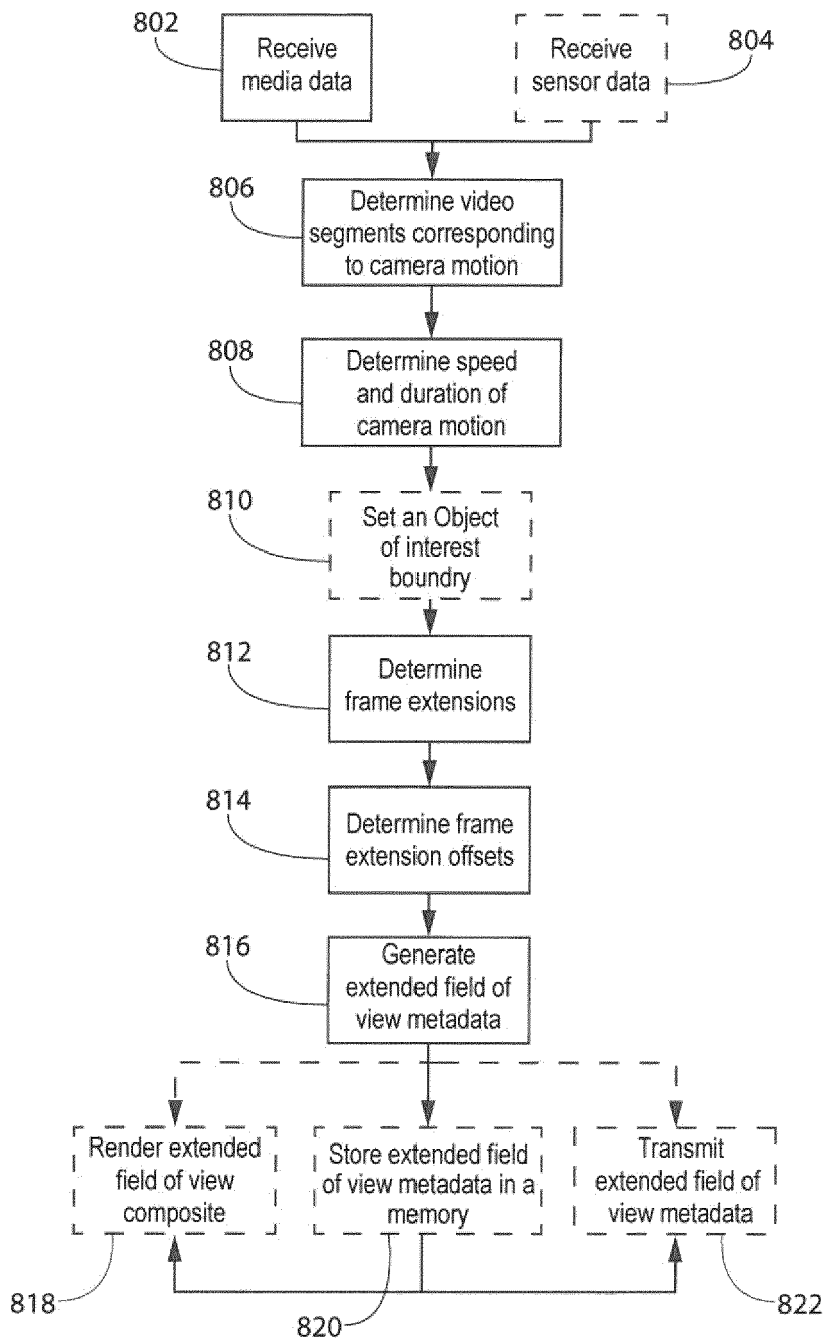 802
Receive
media data
Receive
sensor data
804
806
Determine video
segments corresponding
to camera motion
808
Determine speed
and duration of
camera motion
810
Set an Object
of interest
boundry
812
Determine
frame extensions
814
Determine frame
extension offsets
816
Generate
extended field of
view metadata
Render extended
field of view
composite
Store extended field
of view metadata in a
memory
Transmit
extended field of
view metadata
818
820
822